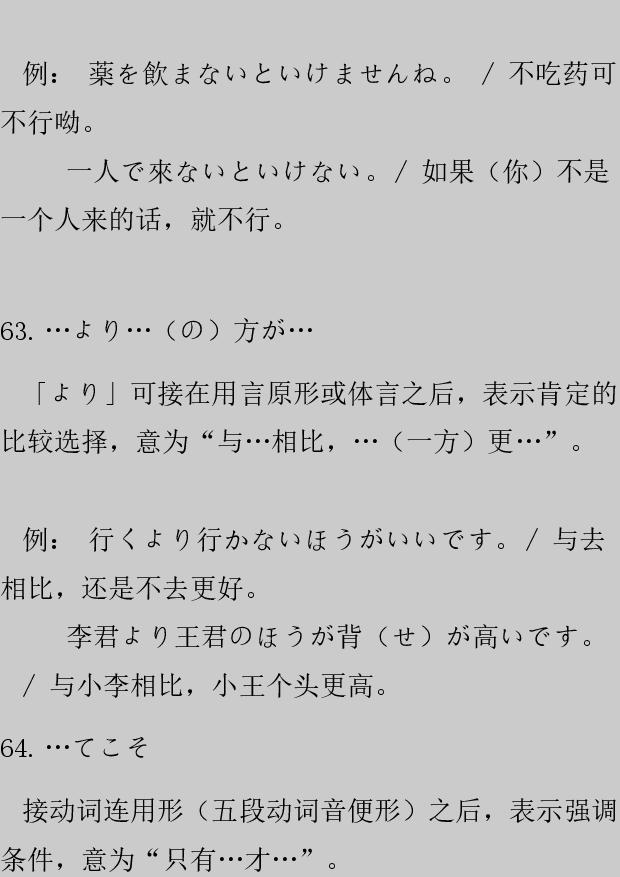 例： 薬を飲まないといけませんね。 / 不吃药可
不行呦。
一人で來ないといけない。/ 如果（你）不是
一个人来的话，就不行。
63. …より…（の）方が…
「より」可接在用言原形或体言之后，表示肯定的
比较选择，意为“与…相比，…（一方）更…”。
例： 行くより行かないほうがいいです。/ 与去
相比，还是不去更好。
李君より王君のほうが背（せ）が高いです。
/ 与小李相比，小王个头更高。
64. …てこそ
接动词连用形（五段动词音便形）之后，表示强调
条件，意为“只有…才…”。